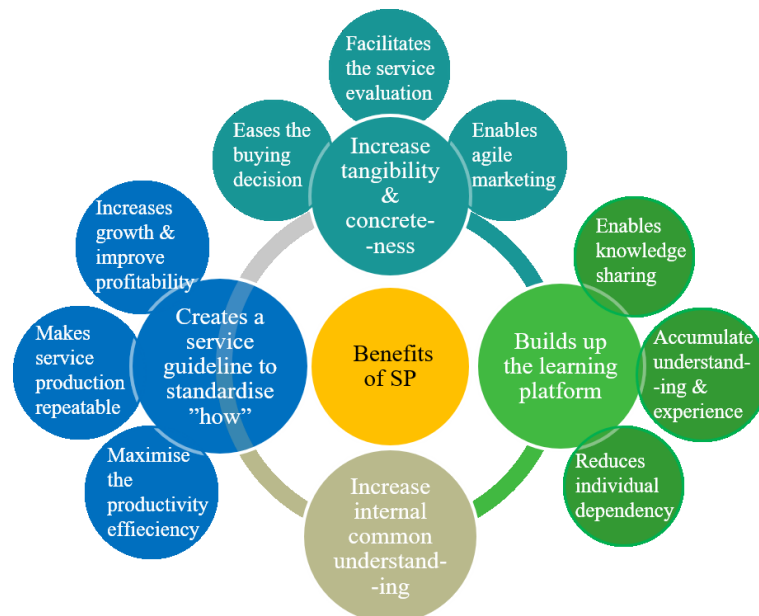 Facilitates
the service
evaluation
Eases the
buying
decision
Increase
tangibility
&
concrete-
-ness
Enables
agile
marketing
Increases
growth &
improve
profitability
Enables
knowledge
sharing
Makes
service
production
repeatable
Creates a
service
guideline to
standardise
”how”
Benefits
of SP
Builds up
the learning
platform
Accumulate
understand-
-ing &
experience
Maximise
the
productivity
effieciency
Increase
internal
common
understand-
-ing
Reduces
individual
dependency